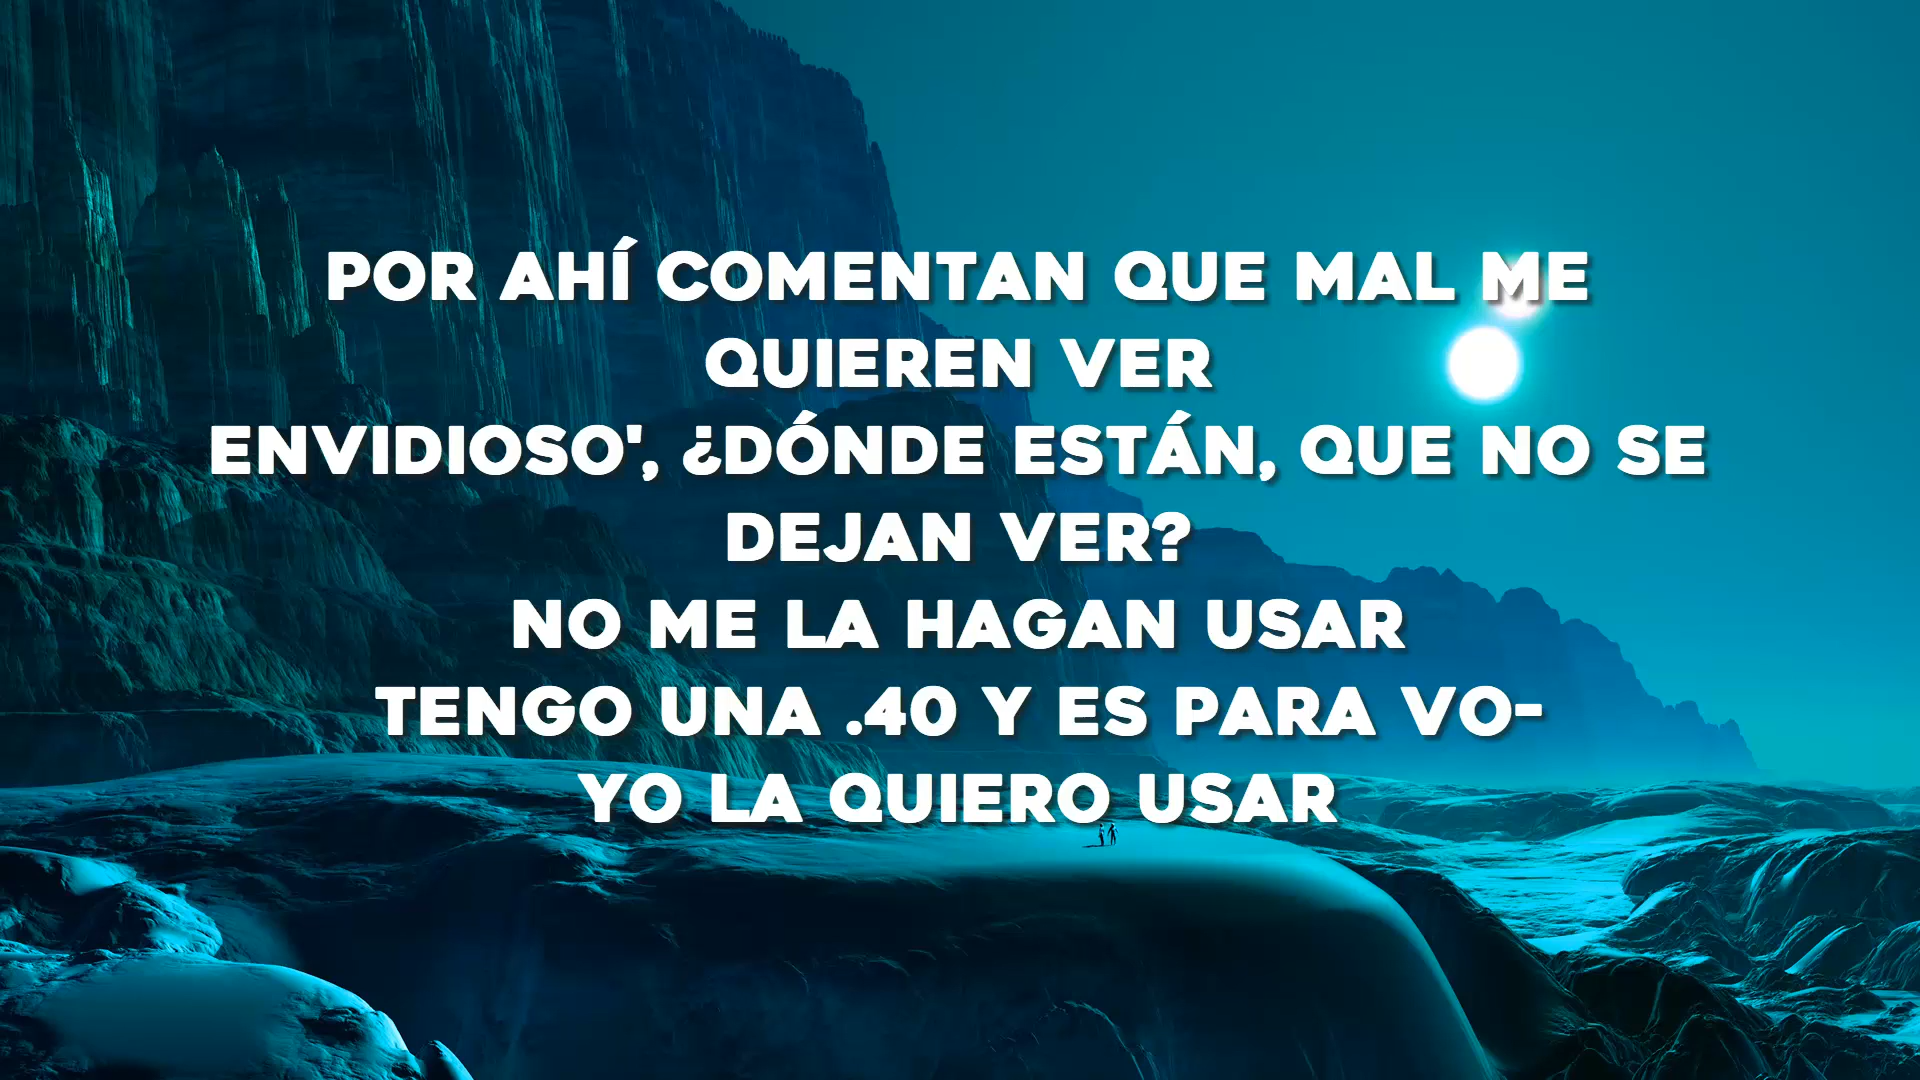 POR AHÍ COMENTAN QUE MAL ME
QUIEREN VER
ENVIDIOSO', ¿DÓNDE ESTÁN, QUE NO SE
DEJAN VER?
NO ME LA HAGAN USAR
TENGO UNA .40 Y ES PARA VO-
YO LA QUIERO USAR